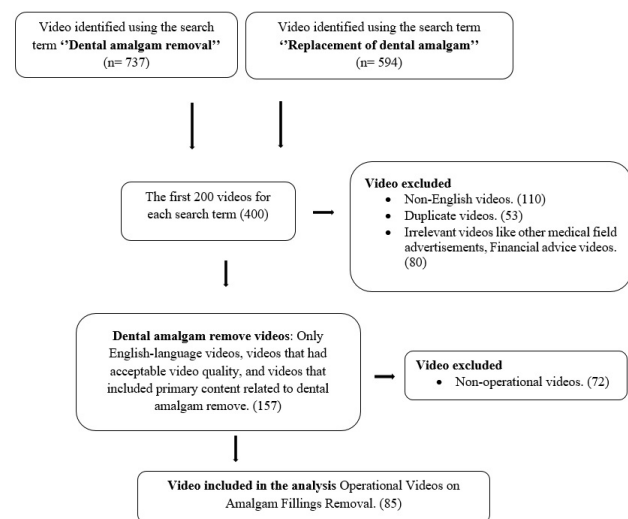 Video identified using the search
term ‘’Dental amalgam removal’’
(n= 737)
Video identified using the search term
‘’Replacement of dental amalgam’’
(n= 594)
The first 200 videos for
each search term (400)
Video excluded
• Non-English videos. (110)
• Duplicate videos. (53)
• Irrelevant videos like other medical field
advertisements, Financial advice videos.
(80)
Dental amalgam remove videos: Only
English-language videos, videos that had
acceptable video quality, and videos that
included primary content related to dental
amalgam remove. (157)
Video excluded
• Non-operational videos. (72)
Video included in the analysis Operational Videos on
Amalgam Fillings Removal. (85)